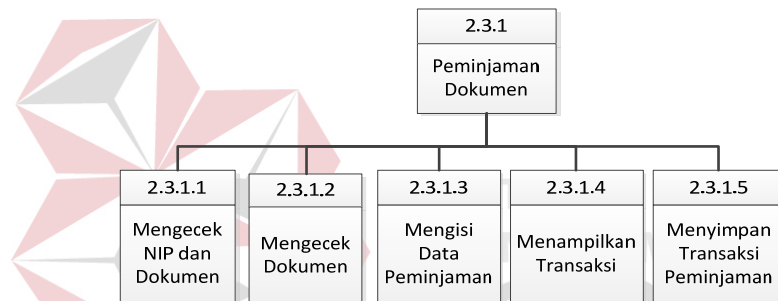 2.3.1
Peminjaman
Dokumen
2.3.1.1
Mengecek
NIP dan
Dokumen
2.3.1.2
Mengecek
Dokumen
2.3.1.3
Mengisi
Data
Peminjaman
2.3.1.4
Menampilkan
Transaksi
2.3.1.5
Menyimpan
Transaksi
Peminjaman